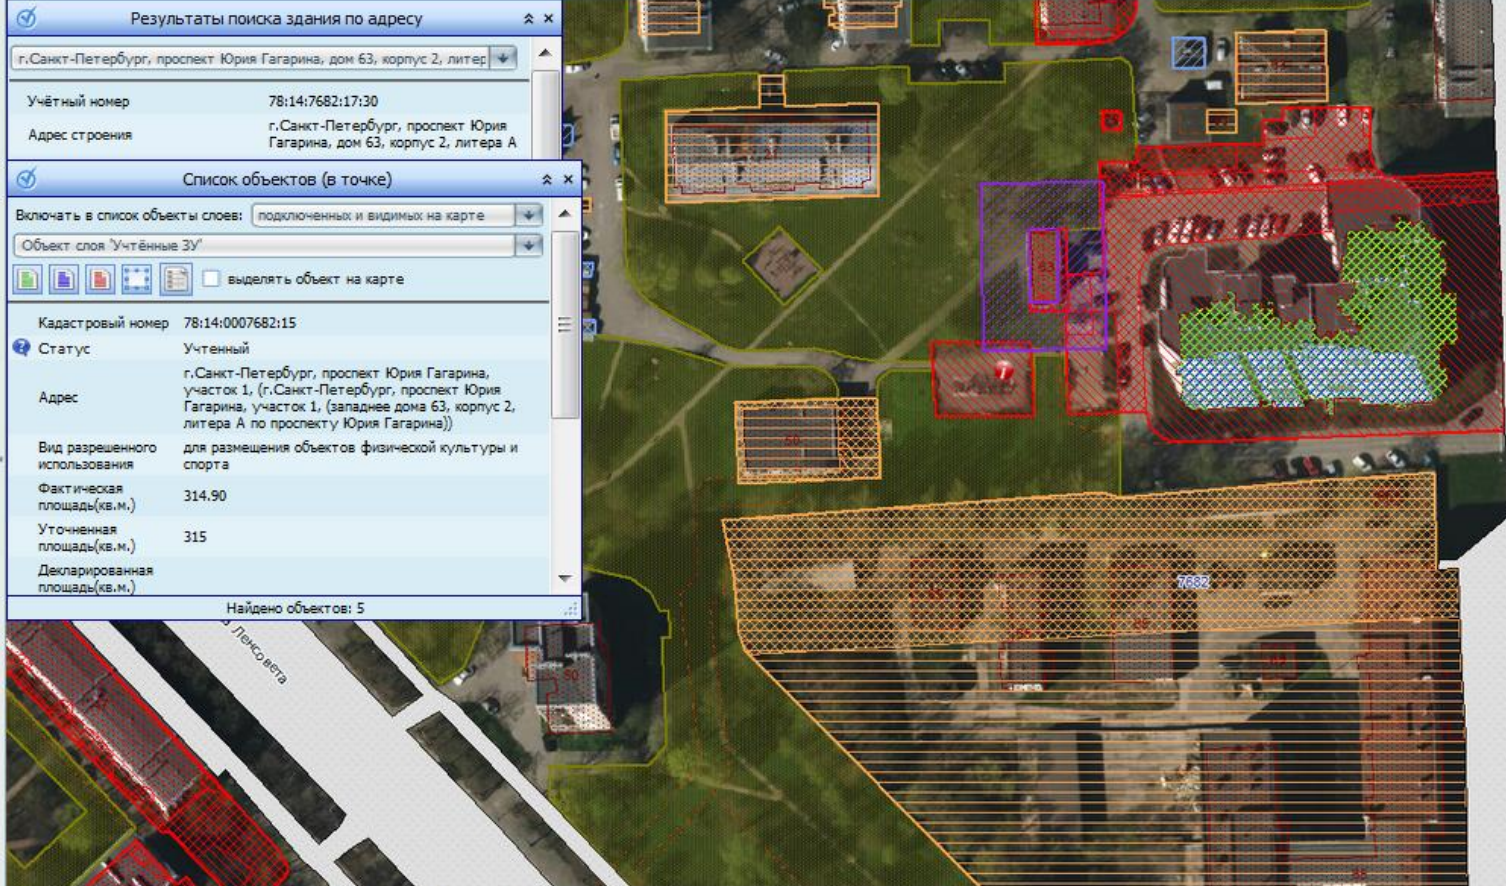 Результаты поиска здания по адресу
г.Санкт-Петербург, проспект Юрия Гагарина, дом 63, корпус 2, литер
Учётный номер 78:14:7682:17:30
Адрес строения г.Санкт-Петербург, проспект Юрия
Гагарина, дом 63, корпус 2, литера А
Список объектов (в точке)
Включать в список объекты слоев: подключенных и видимых на карте
Объект слоя "Учтённые ЗУ"
выделять объект на карте
Кадастровый номер 78:14:0007682:15
Статус Учтенный
Адрес
г.Санкт-Петербург, проспект Юрия Гагарина,
участок 1, (г.Санкт-Петербург, проспект Юрия
Гагарина, участок 1, (западнее дома 63, корпус 2,
литера А по проспекту Юрия Гагарина))
Вид разрешенного использования
для размещения объектов физической культуры и
спорта
Фактическая
площадь(кв.м.) 314.90
Уточненная
площадь(кв.м.) 315
Декларированная
площадь(кв.м.)
Найдено объектов: 5
63
50
7682
60
а Ленсовета